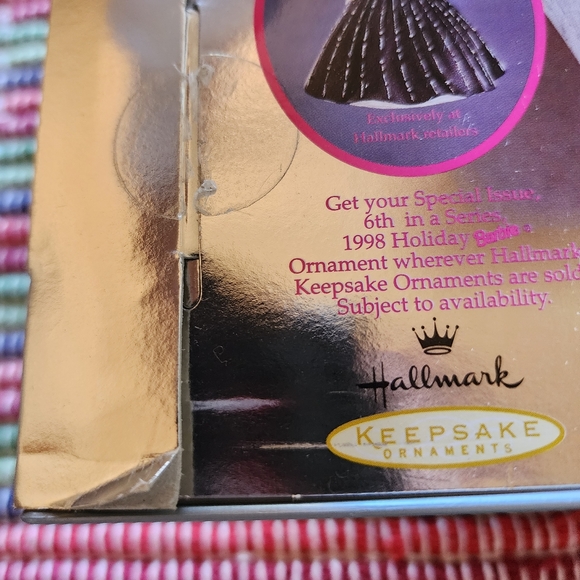 Exclusively at
Hallmark retailers
Get your Special Issue,
6th in a Series,
1998 Holiday Barbie
Ornament wherever Hallmark
Keepsake Ornaments are sold
Subject to availability.
Hallmark
KEEPSAKE
ORNAMENTS